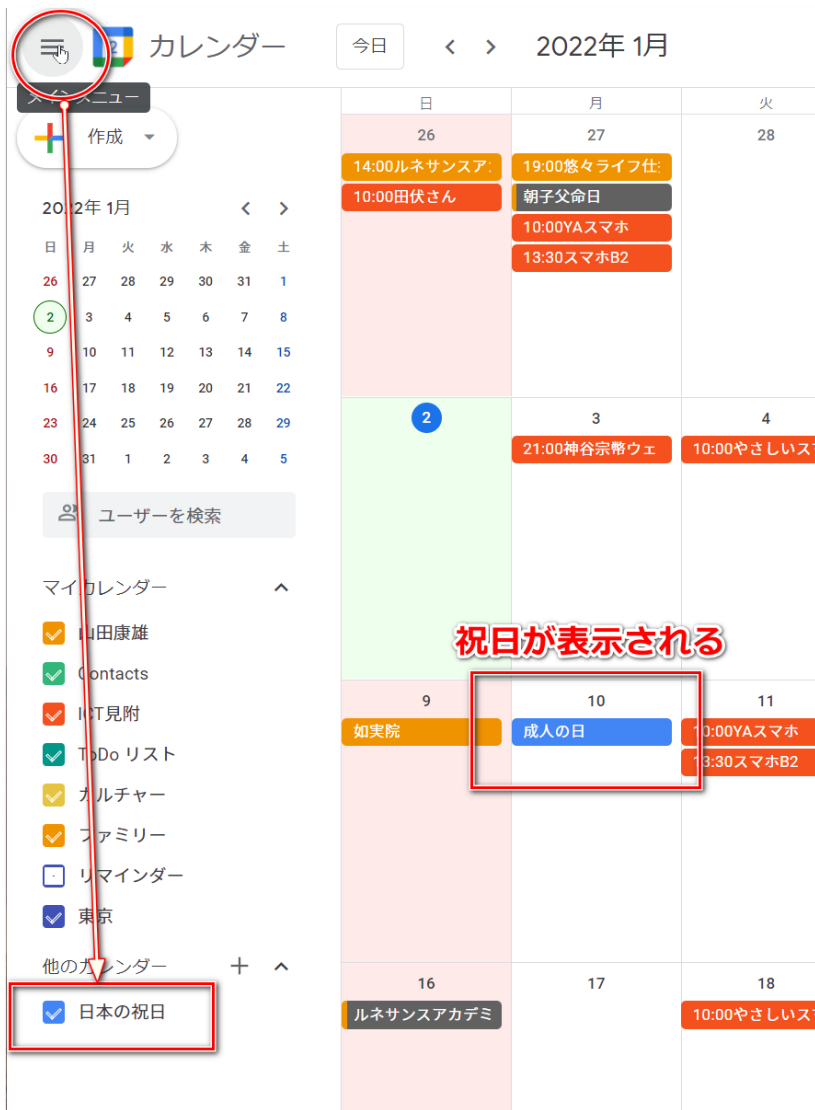 カレンダー
今日
2022年 1月
メインメニュー
作成
2022年 1月
日 月 火 水 木 金 土
26 27 28 29 30 31 1
2 3 4 5 6 7 8
9 10 11 12 13 14 15
16 17 18 19 20 21 22
23 24 25 26 27 28 29
30 31 1 2 3 4 5
ユーザーを検索
マイカレンダー
山田康雄
Contacts
ICT見附
ToDo リスト
カルチャー
ファミリー
リマインダー
東京
他のカレンダー
日本の祝日
日 月 火
26 27 28
14:00ルネサンスア
19:00悠々ライフ仕
10:00田伏さん
朝子父命日
10:00YAスマホ
13:30スマホB2
2 3 4
21:00神谷宗幣ウェ
10:00やさしいス
祝日が表示される
9 10 11
如実院
成人の日
10:00YAスマホ
13:30スマホB2
16 17 18
ルネサンスアカデミ
10:00やさしいス